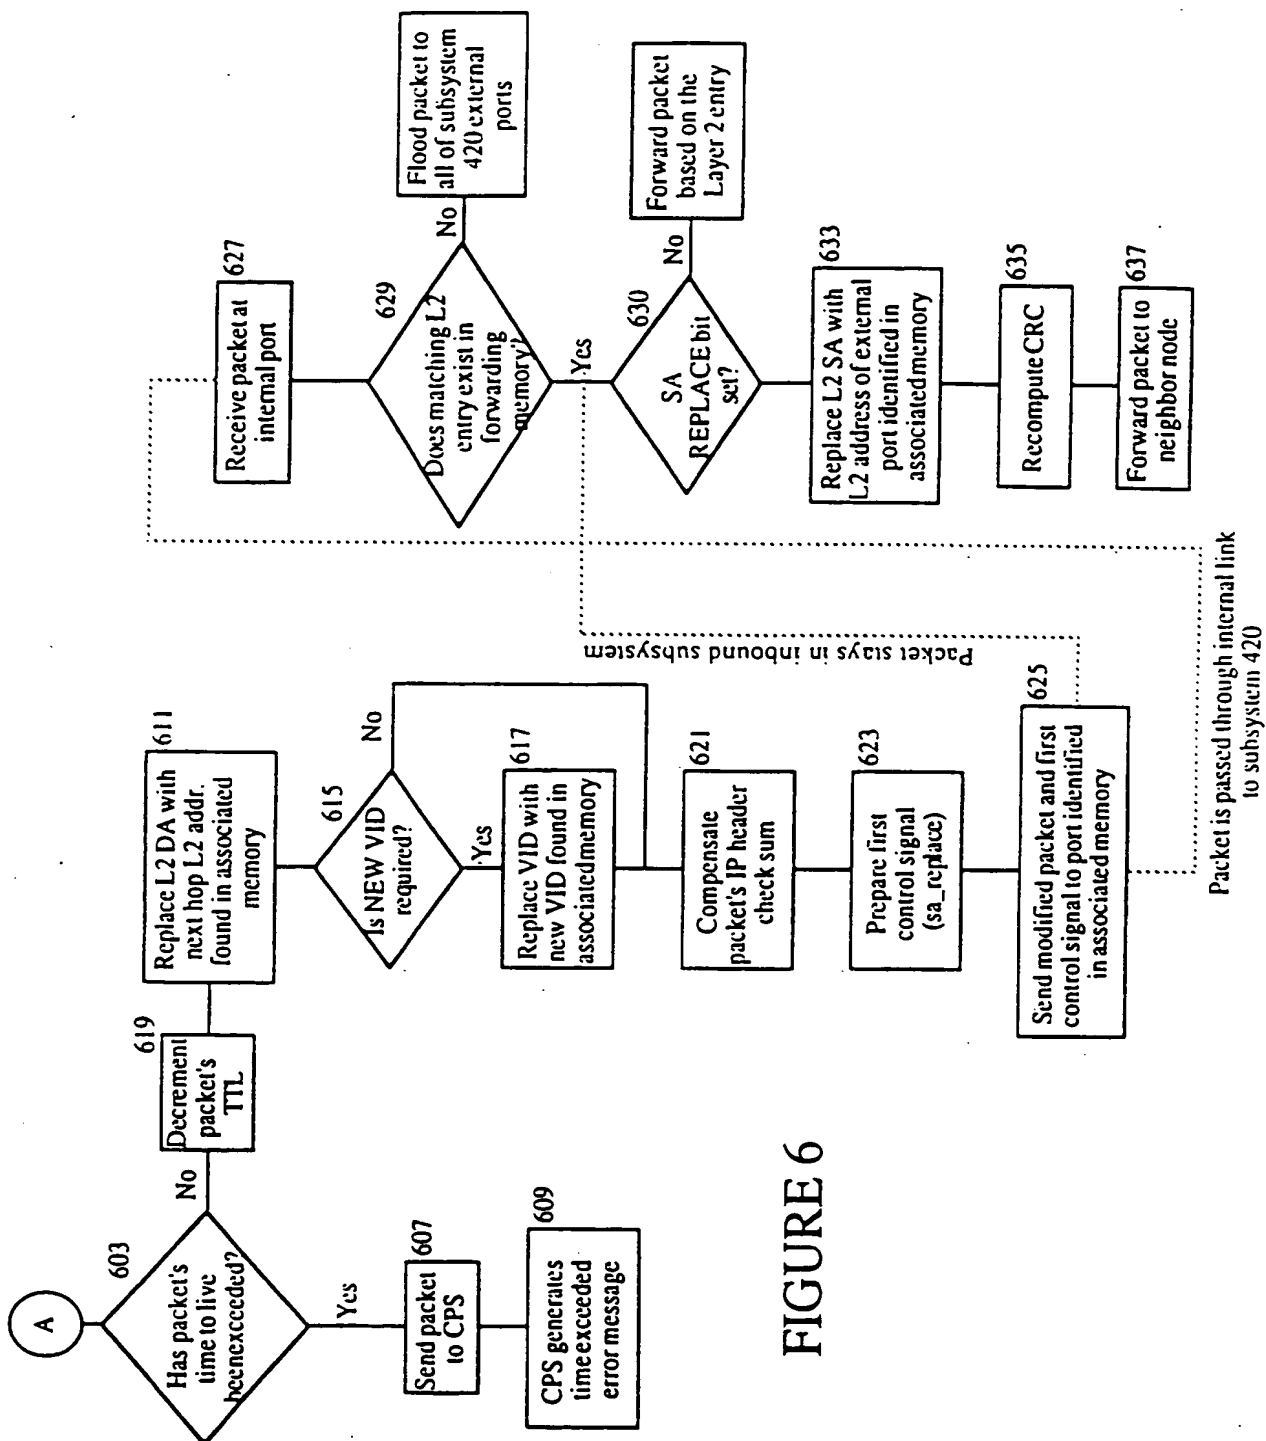 A
603
Has packet's
time to live
beenexceeded?
No
Yes
607
Send packet
to CPS
609
CPS generates
time exceeded
error message
619
Decrement
packet's
TTL
611
Replace L2 DA with
next hop L2 addr.
found in associated
memory
615
Is NEW VID
required?
No
Yes
617
Replace VID with
new VID found in
associated memory
621
Compensate
packet's IP header
check sum
623
Prepare first
control signal
(sa_replace)
625
Send modified packet and first
control signal to port identified
in associated memory
Packet stays in inbound subsystem
Packet is passed through internal link
to subsystem 420
627
Receive packet at
internal port
629
Does matching L2
entry exist in
forwarding
memory?
No
Flood packet to
all of subsystem
420 external
ports
Yes
630
SA
REPLACE bit
set?
No
Forward packet
based on the
Layer 2 entry
633
Replace L2 SA with
L2 address of external
port identified in
associated memory
635
Recompute CRC
637
Forward packet to
neighbor node
FIGURE 6